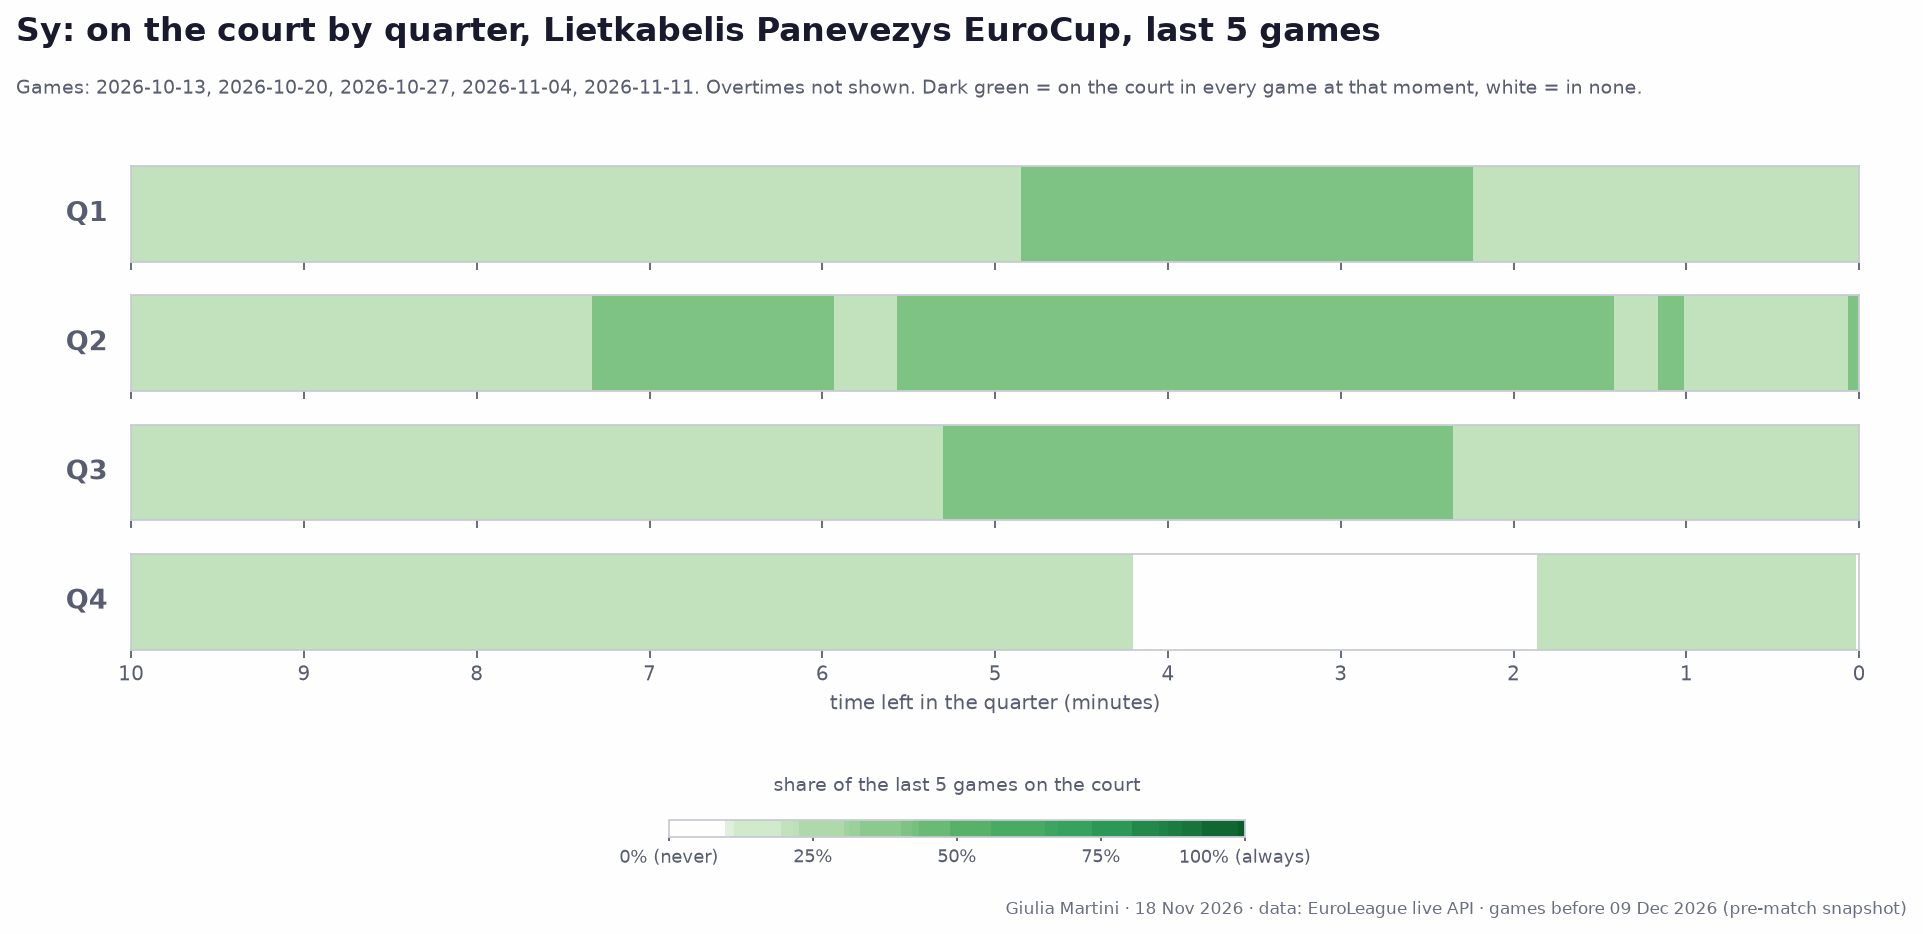 Sy: on the court by quarter, Lietkabelis Panevezys EuroCup, last 5 games
Games: 2026-10-13, 2026-10-20, 2026-10-27, 2026-11-04, 2026-11-11. Overtimes not shown. Dark green = on the court in every game at that moment, white = in none.
Q1
Q2
Q3
Q4
10 9 8 7 6 5 4 3 2 1 0
time left in the quarter (minutes)
share of the last 5 games on the court
0% (never) 25% 50% 75% 100% (always)
Giulia Martini · 18 Nov 2026 · data: EuroLeague live API · games before 09 Dec 2026 (pre-match snapshot)